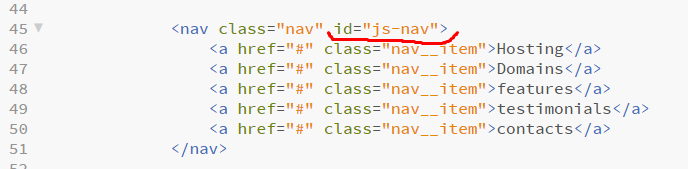 44
45 <nav class="nav" id="js-nav">
46 <a href="#" class="nav__item">Hosting</a>
47 <a href="#" class="nav__item">Domains</a>
48 <a href="#" class="nav__item">features</a>
49 <a href="#" class="nav__item">testimonials</a>
50 <a href="#" class="nav__item">contacts</a>
51 </nav>
52